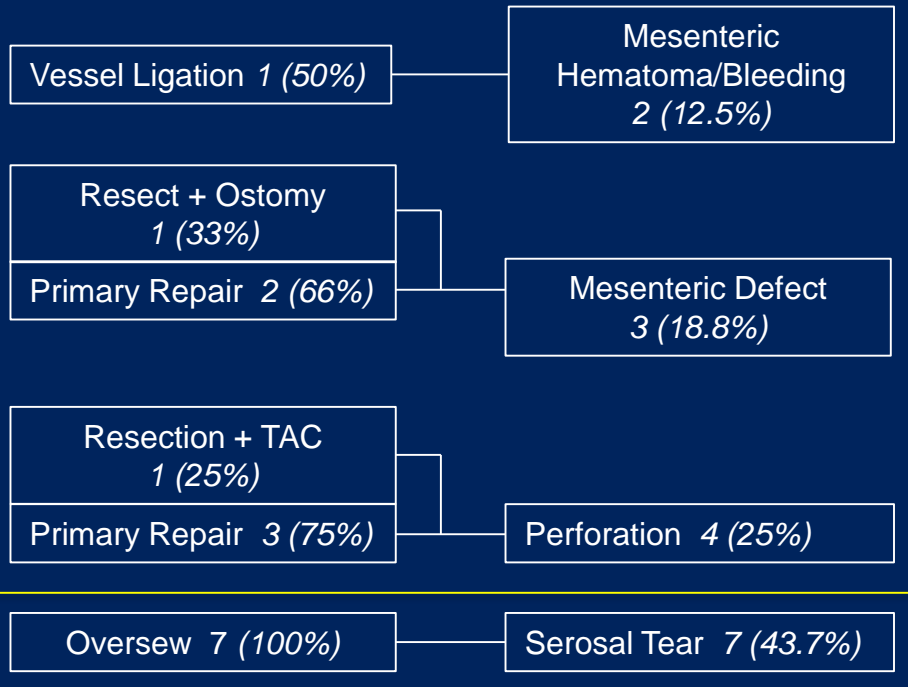 Vessel Ligation 1 (50%)
Mesenteric
Hematoma/Bleeding
2 (12.5%)
Resect + Ostomy
1 (33%)
Primary Repair 2 (66%)
Mesenteric Defect
3 (18.8%)
Resection + TAC
1 (25%)
Primary Repair 3 (75%)
Perforation 4 (25%)
Oversew 7 (100%)
Serosal Tear 7 (43.7%)